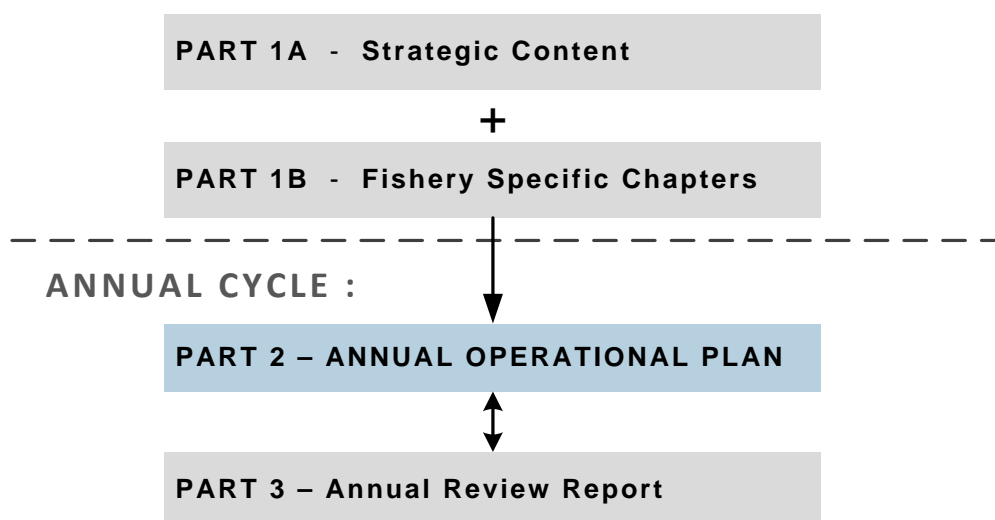 PART 1A - Strategic Content
+
PART 1B - Fishery Specific Chapters
ANNUAL CYCLE :
PART 2 – ANNUAL OPERATIONAL PLAN
PART 3 – Annual Review Report